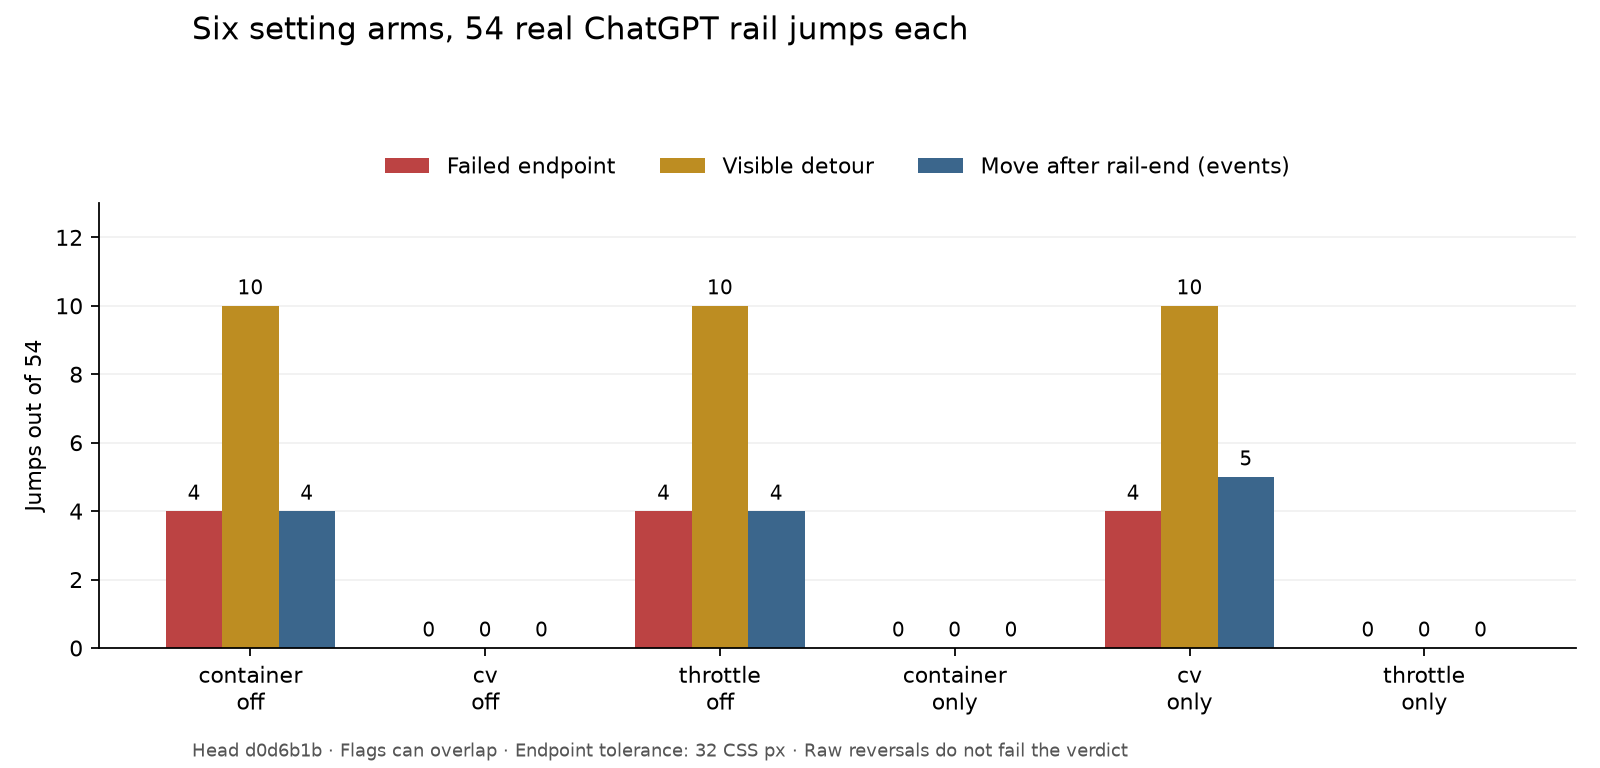 Six setting arms, 54 real ChatGPT rail jumps each
Failed endpoint
Visible detour
Move after rail-end (events)
Jumps out of 54
12
10
8
6
4
2
0
4
10
4
0
0
0
4
10
4
0
0
0
4
10
5
0
0
0
container
off
cv
off
throttle
off
container
only
cv
only
throttle
only
Head d0d6b1b · Flags can overlap · Endpoint tolerance: 32 CSS px · Raw reversals do not fail the verdict